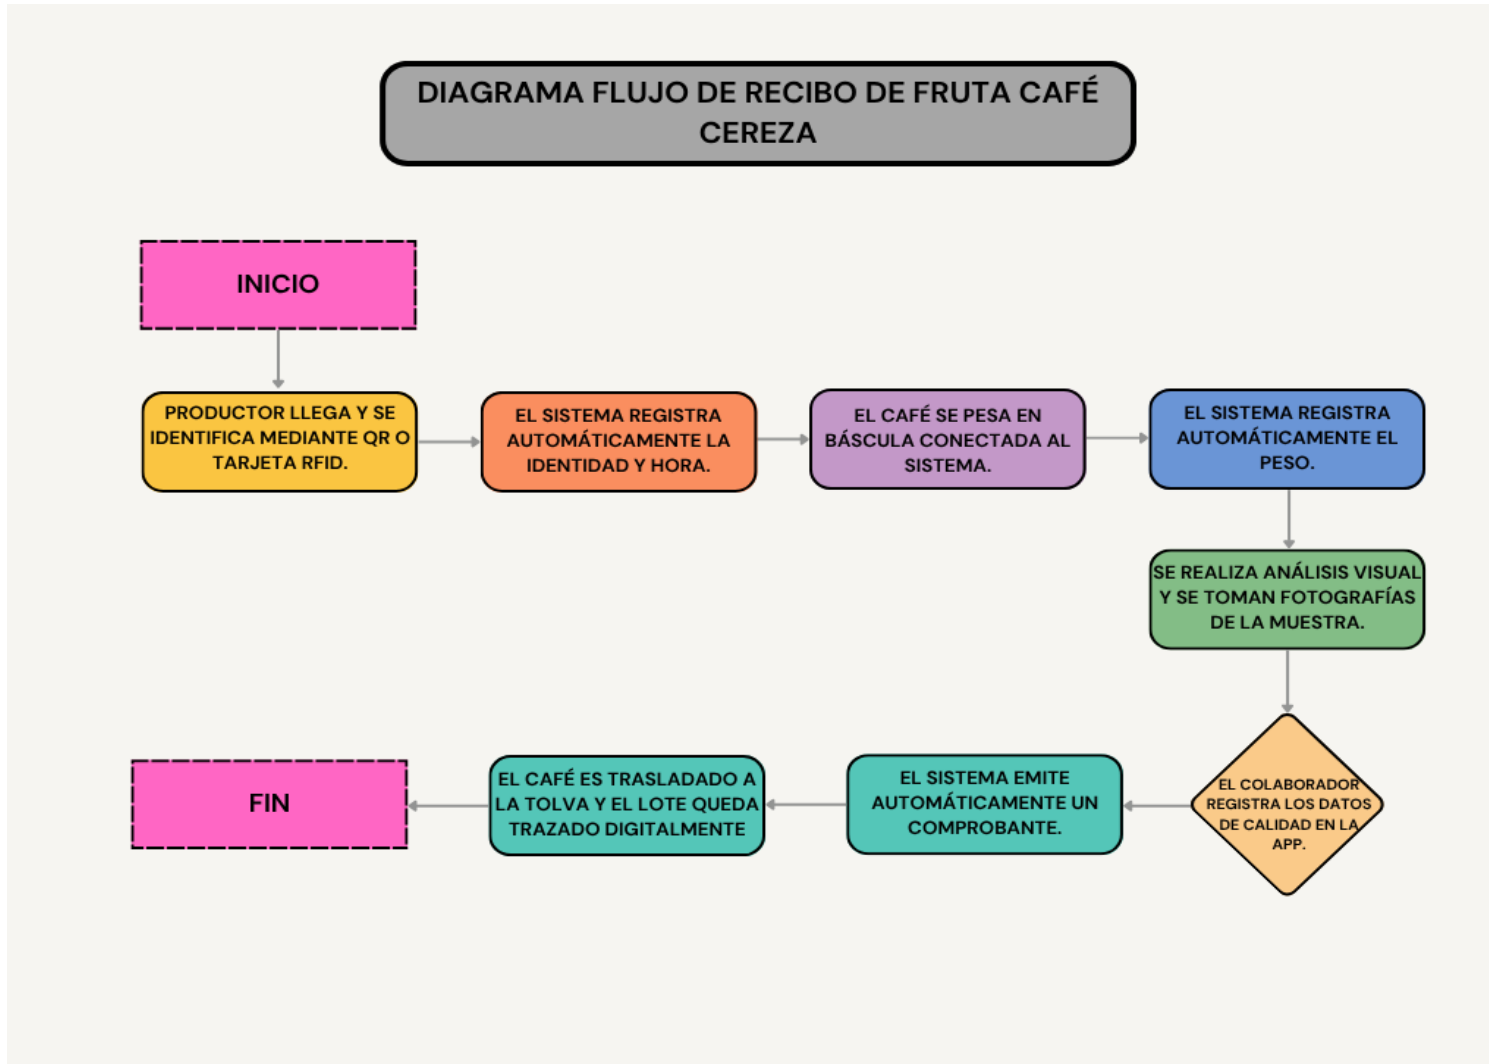 DIAGRAMA FLUJO DE RECIBO DE FRUTA CAFÉ
CEREZA
INICIO
PRODUCTOR LLEGA Y SE
IDENTIFICA MEDIANTE QR O
TARJETA RFID.
EL SISTEMA REGISTRA
AUTOMÁTICAMENTE LA
IDENTIDAD Y HORA.
EL CAFÉ SE PESA EN
BÁSCULA CONECTADA AL
SISTEMA.
EL SISTEMA REGISTRA
AUTOMÁTICAMENTE EL
PESO.
SE REALIZA ANÁLISIS VISUAL
Y SE TOMAN FOTOGRAFÍAS
DE LA MUESTRA.
EL COLABORADOR
REGISTRA LOS DATOS
DE CALIDAD EN LA
APP.
EL SISTEMA EMITE
AUTOMÁTICAMENTE UN
COMPROBANTE.
EL CAFÉ ES TRASLADADO A
LA TOLVA Y EL LOTE QUEDA
TRAZADO DIGITALMENTE
FIN